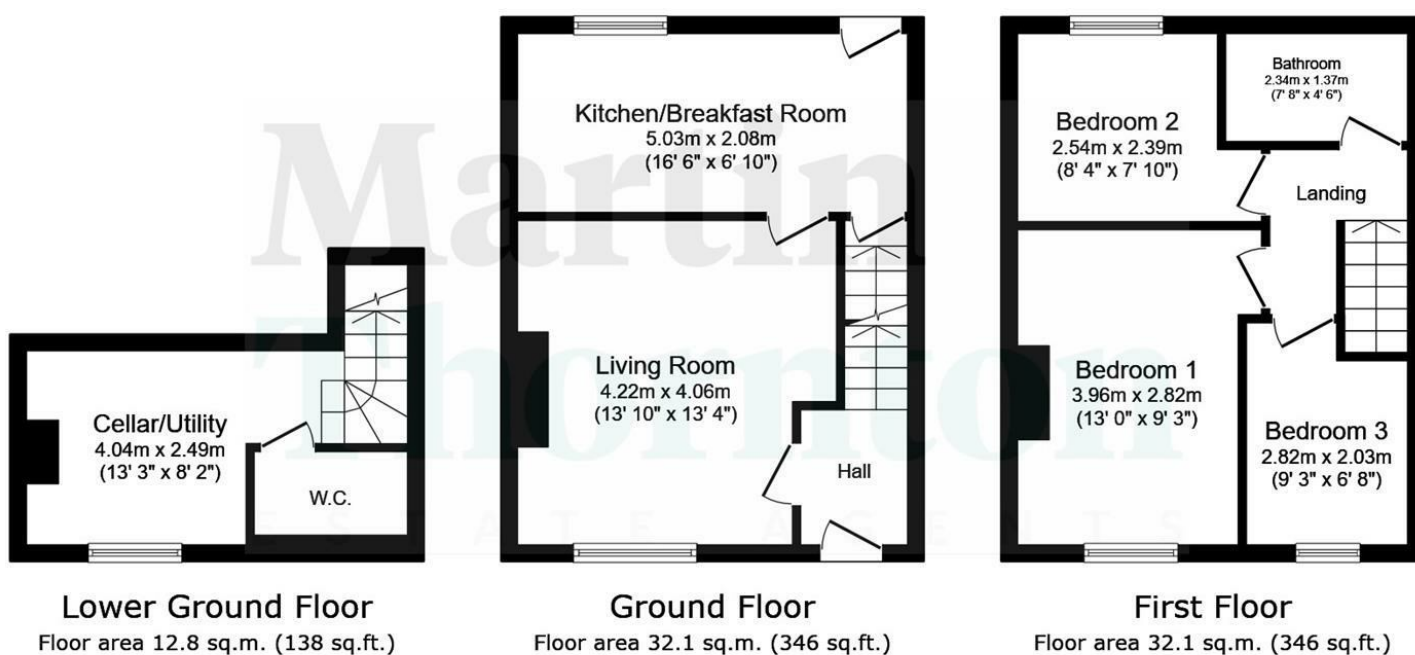 Martin
Thornton
ESTATE AGENTS
Cellar/Utility
4.04m x 2.49m
(13' 3" x 8' 2")
W.C.
Lower Ground Floor
Floor area 12.8 sq.m. (138 sq.ft.)
Kitchen/Breakfast Room
5.03m x 2.08m
(16' 6" x 6' 10")
Living Room
4.22m x 4.06m
(13' 10" x 13' 4")
Hall
Ground Floor
Floor area 32.1 sq.m. (346 sq.ft.)
Bathroom
2.34m x 1.37m
(7' 8" x 4' 6")
Bedroom 2
2.54m x 2.39m
(8' 4" x 7' 10")
Landing
Bedroom 1
3.96m x 2.82m
(13' 0" x 9' 3")
Bedroom 3
2.82m x 2.03m
(9' 3" x 6' 8")
First Floor
Floor area 32.1 sq.m. (346 sq.ft.)